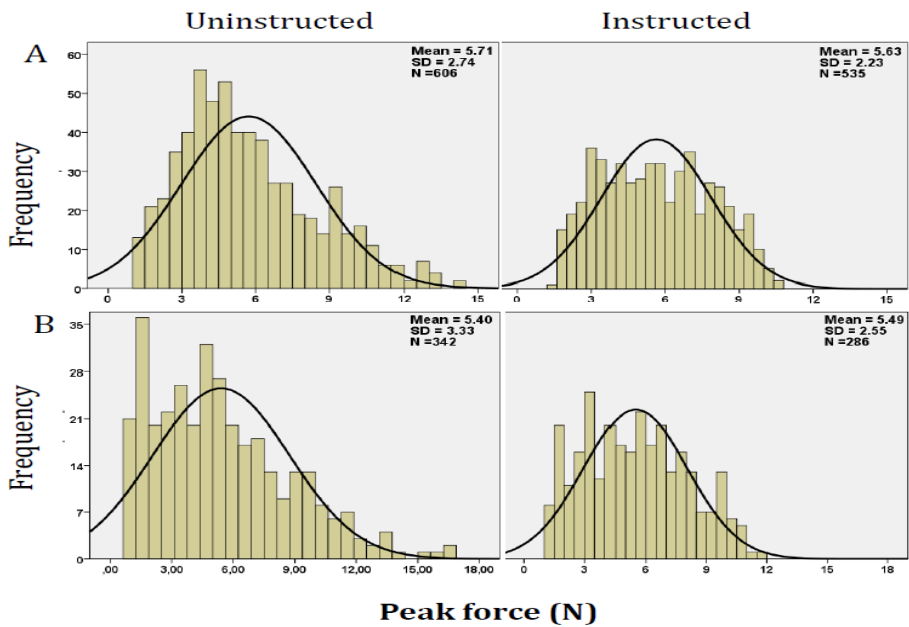 Uninstructed
Instructed
A
Frequency
60
50
40
30
20
10
0
Mean = 5.71
SD = 2.74
N =606
0 3 6 9 12 15
Mean = 5.63
SD = 2.23
N =535
0 3 6 9 12 15
B
Frequency
35
28
21
14
7
0
Mean = 5.40
SD = 3.33
N =342
,00 3,00 6,00 9,00 12,00 15,00 18,00
Mean = 5.49
SD = 2.55
N =286
0 3 6 9 12 15 18
Peak force (N)